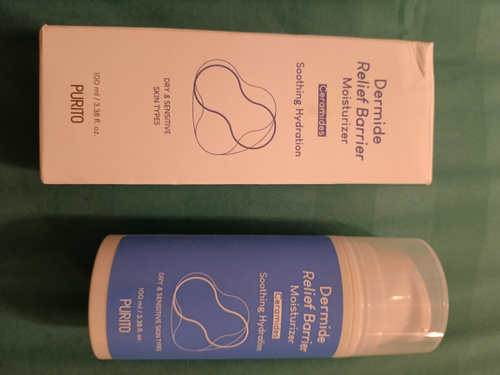 Dermide
Relief Barrier
Moisturizer
Ceramides
Soothing Hydration
DRY & SENSITIVE
SKIN TYPES
100 ml / 3.38 fl. oz.
PURITO
Dermide
Relief Barrier
Moisturizer
Ceramides
Soothing Hydration
DRY & SENSITIVE SKIN TYPES
100 ml / 3.38 fl. oz.
PURITO